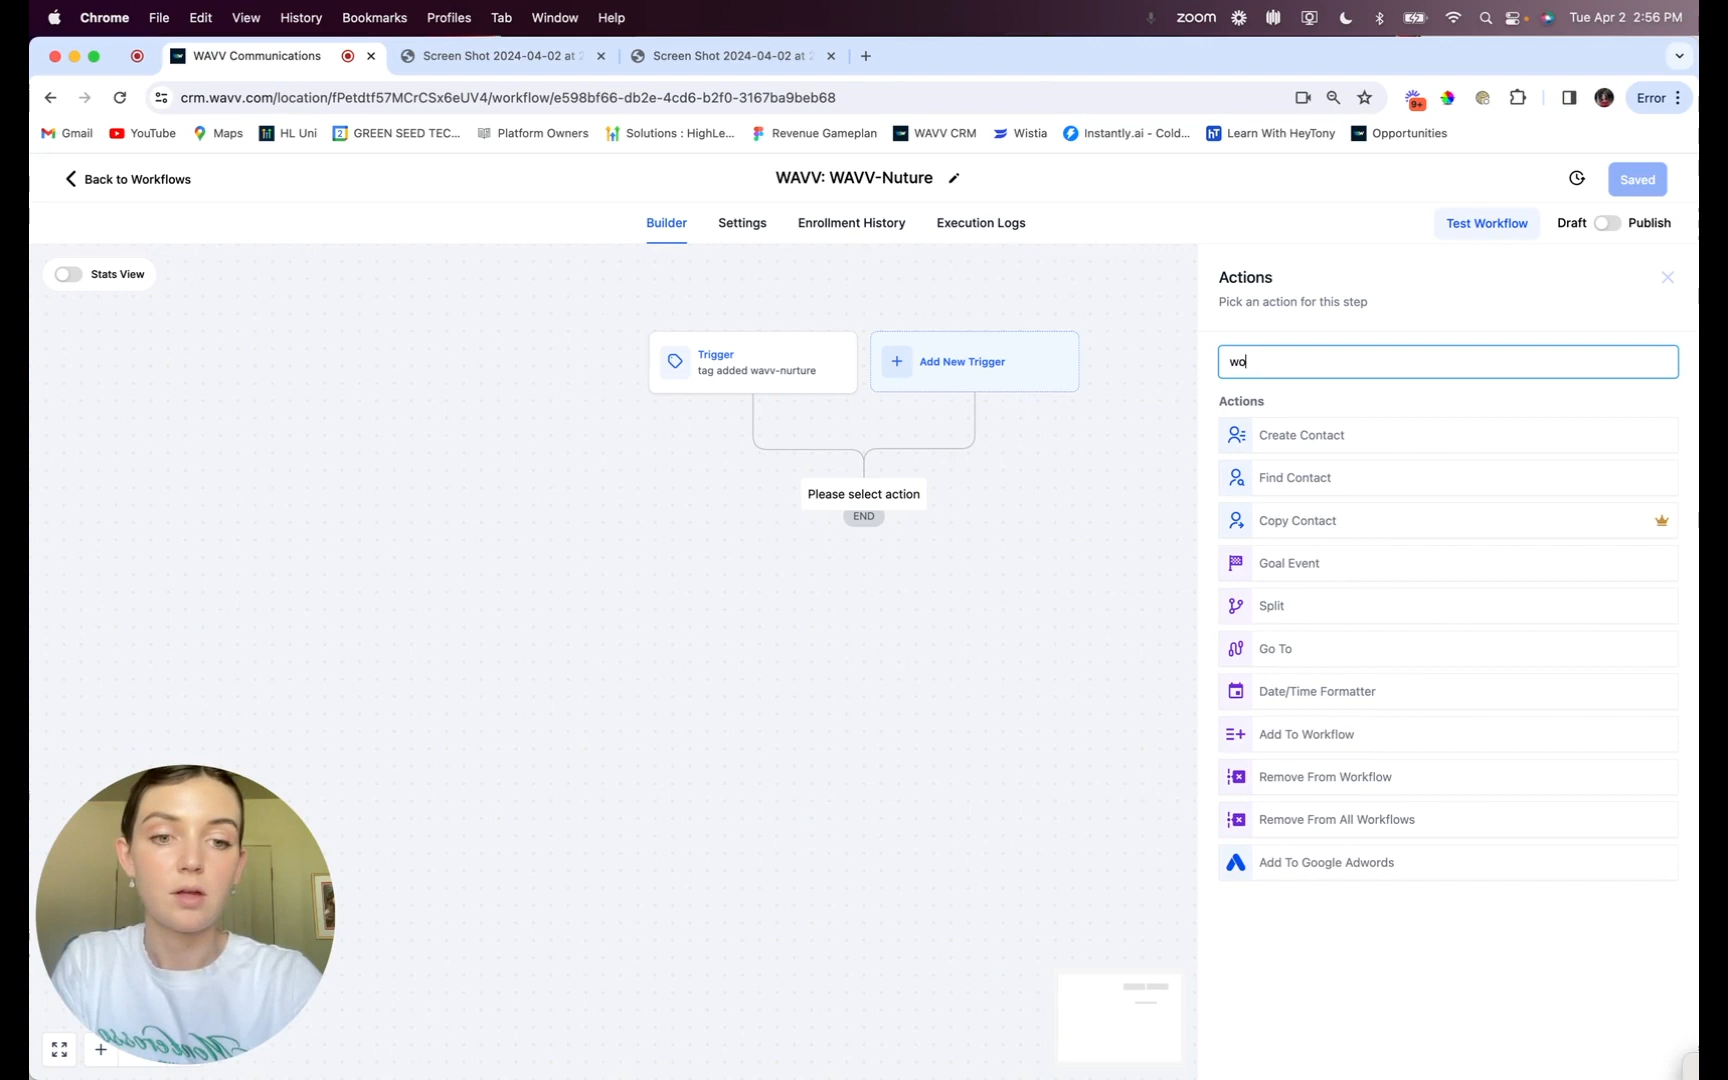 Chrome File Edit View History Bookmarks Profiles Tab Window Help zoom Tue Apr 2 2:56 PM
WAVV Communications Screen Shot 2024-04-02 at 2 Screen Shot 2024-04-02 at 2
crm.wavv.com/location/fPetdtf57MCrCSx6eUV4/workflow/e598bf66-db2e-4cd6-b2f0-3167ba9beb68 9+ Error
Gmail YouTube Maps HL Uni GREEN SEED TEC... Platform Owners Solutions : HighLe... Revenue Gameplan WAVV CRM Wistia Instantly.ai - Cold... Learn With HeyTony Opportunities
Back to Workflows WAVV: WAVV-Nuture Saved
Builder Settings Enrollment History Execution Logs Test Workflow Draft Publish
Stats View
Actions
Pick an action for this step
Trigger
tag added wavv-nurture
Add New Trigger
wo
Actions
Please select action
END
Create Contact
Find Contact
Copy Contact
Goal Event
Split
Go To
Date/Time Formatter
Add To Workflow
Remove From Workflow
Remove From All Workflows
Add To Google Adwords